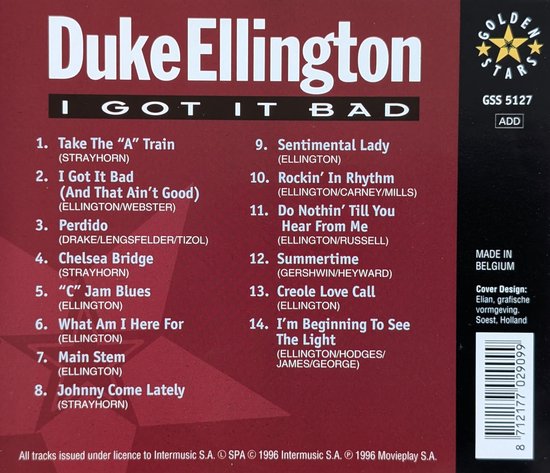 Duke Ellington
I GOT IT BAD
1. Take The "A" Train
(STRAYHORN)
2. I Got It Bad
(And That Ain't Good)
(ELLINGTON/WEBSTER)
3. Perdido
(DRAKE/LENGSFELDER/TIZOL)
4. Chelsea Bridge
(STRAYHORN)
5. "C" Jam Blues
(ELLINGTON)
6. What Am I Here For
(ELLINGTON)
7. Main Stem
(ELLINGTON)
8. Johnny Come Lately
(STRAYHORN)
9. Sentimental Lady
(ELLINGTON)
10. Rockin' In Rhythm
(ELLINGTON/CARNEY/MILLS)
11. Do Nothin' Till You
Hear From Me
(ELLINGTON/RUSSELL)
12. Summertime
(GERSHWIN/HEYWARD)
13. Creole Love Call
(ELLINGTON)
14. I'm Beginning To See
The Light
(ELLINGTON/HODGES/
JAMES/GEORGE)
GOLDEN
STARS
GSS 5127
ADD
MADE IN
BELGIUM
Cover Design:
Elian, grafische
vormgeving.
Soest, Holland
8 712177 029099
All tracks issued under licence to Intermusic S.A. Ⓛ SPA © 1996 Intermusic S.A. ℗ 1996 Movieplay S.A.